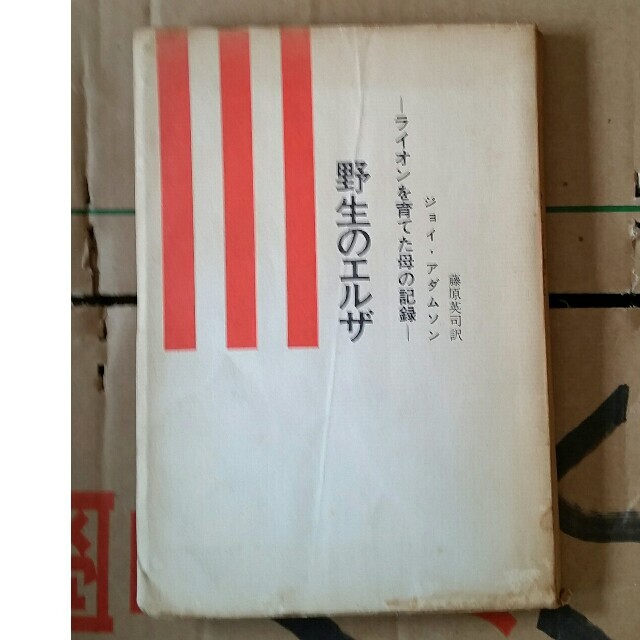 藤原英司訳
ジョイ・アダムソン
―ライオンを育てた母の記録―
野生のエルザ